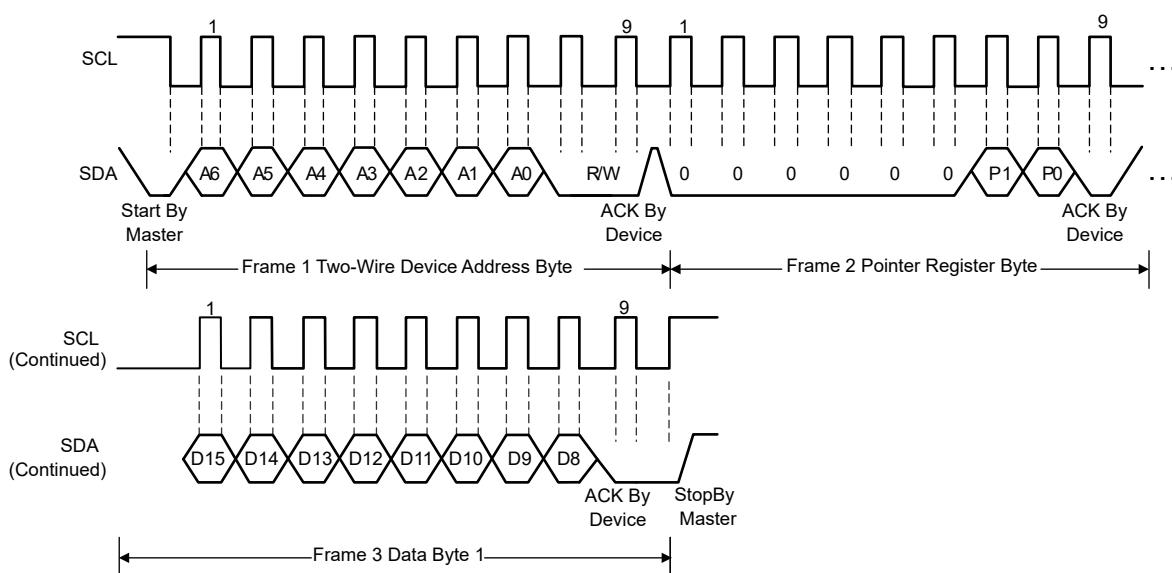 1 9 1 9
SCL
...
SDA A6 A5 A4 A3 A2 A1 A0 R/W 0 0 0 0 0 0 P1 P0 ...
Start By
Master
ACK By
Device
ACK By
Device
Frame 1 Two-Wire Device Address Byte
Frame 2 Pointer Register Byte
1 9
SCL
(Continued)
SDA
(Continued)
D15 D14 D13 D12 D11 D10 D9 D8
ACK By
Device
StopBy
Master
Frame 3 Data Byte 1